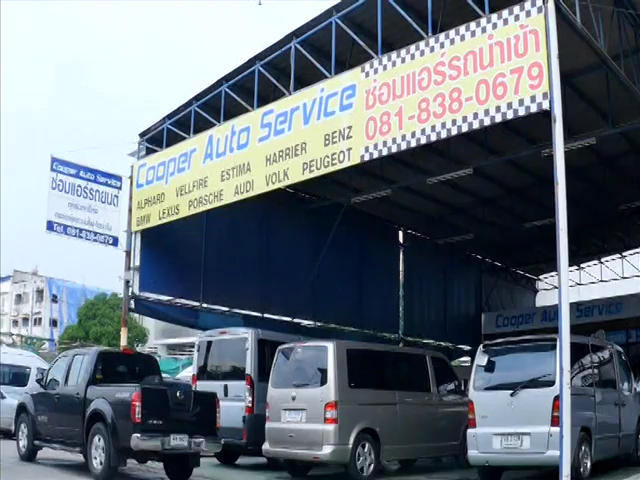 Cooper Auto Service
ALPHARD VELLFIRE ESTIMA HARRIER BENZ
BMW LEXUS PORSCHE AUDI VOLK PEUGEOT
ซ่อมแอร์รถนำเข้า
081-838-0679
Cooper Auto Service
ซ่อมแอร์รถยนต์
Tel. 081-838-0679
Cooper Auto Service